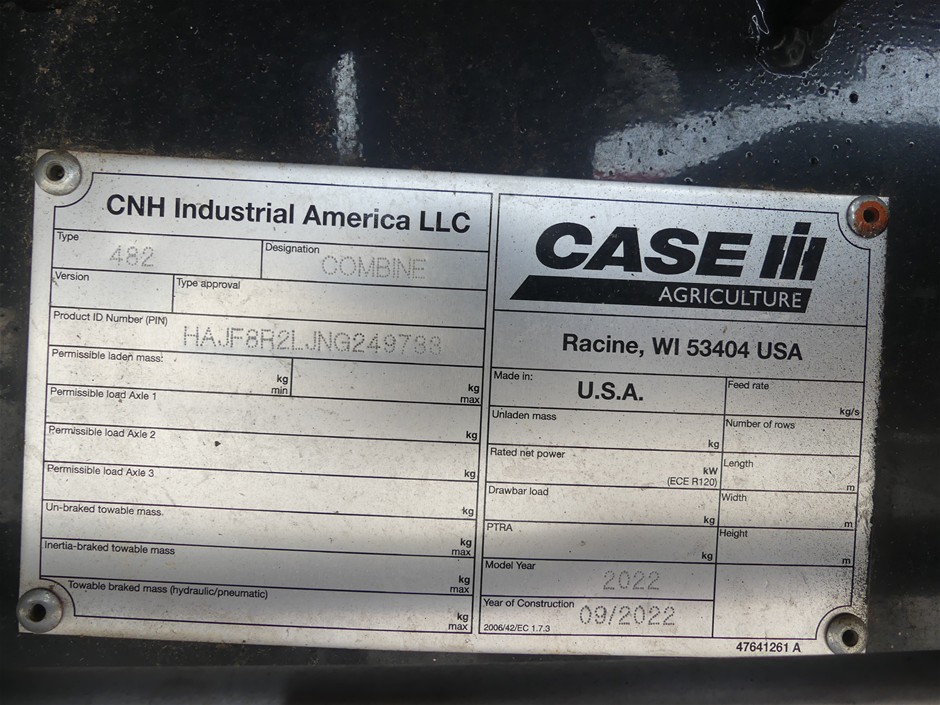 CNH Industrial America LLC
Type
482
Designation
COMBINE
Version
Type approval
Product ID Number (PIN)
HAJF8R2LJNG249788
Permissible laden mass:
kg
min
kg
max
Permissible load Axle 1
kg
Permissible load Axle 2
kg
Permissible load Axle 3
kg
Un-braked towable mass
kg
max
Inertia-braked towable mass
kg
max
Towable braked mass (hydraulic/pneumatic)
kg
max
CASE IH
AGRICULTURE
Racine, WI 53404 USA
Made in:
U.S.A.
Feed rate
kg/s
Unladen mass
kg
Number of rows
Rated net power
kW
(ECE R120)
Length
m
Drawbar load
kg
Width
m
PTRA
kg
Height
m
Model Year
2022
Year of Construction
09/2022
2006/42/EC 1.7.3
47641261 A